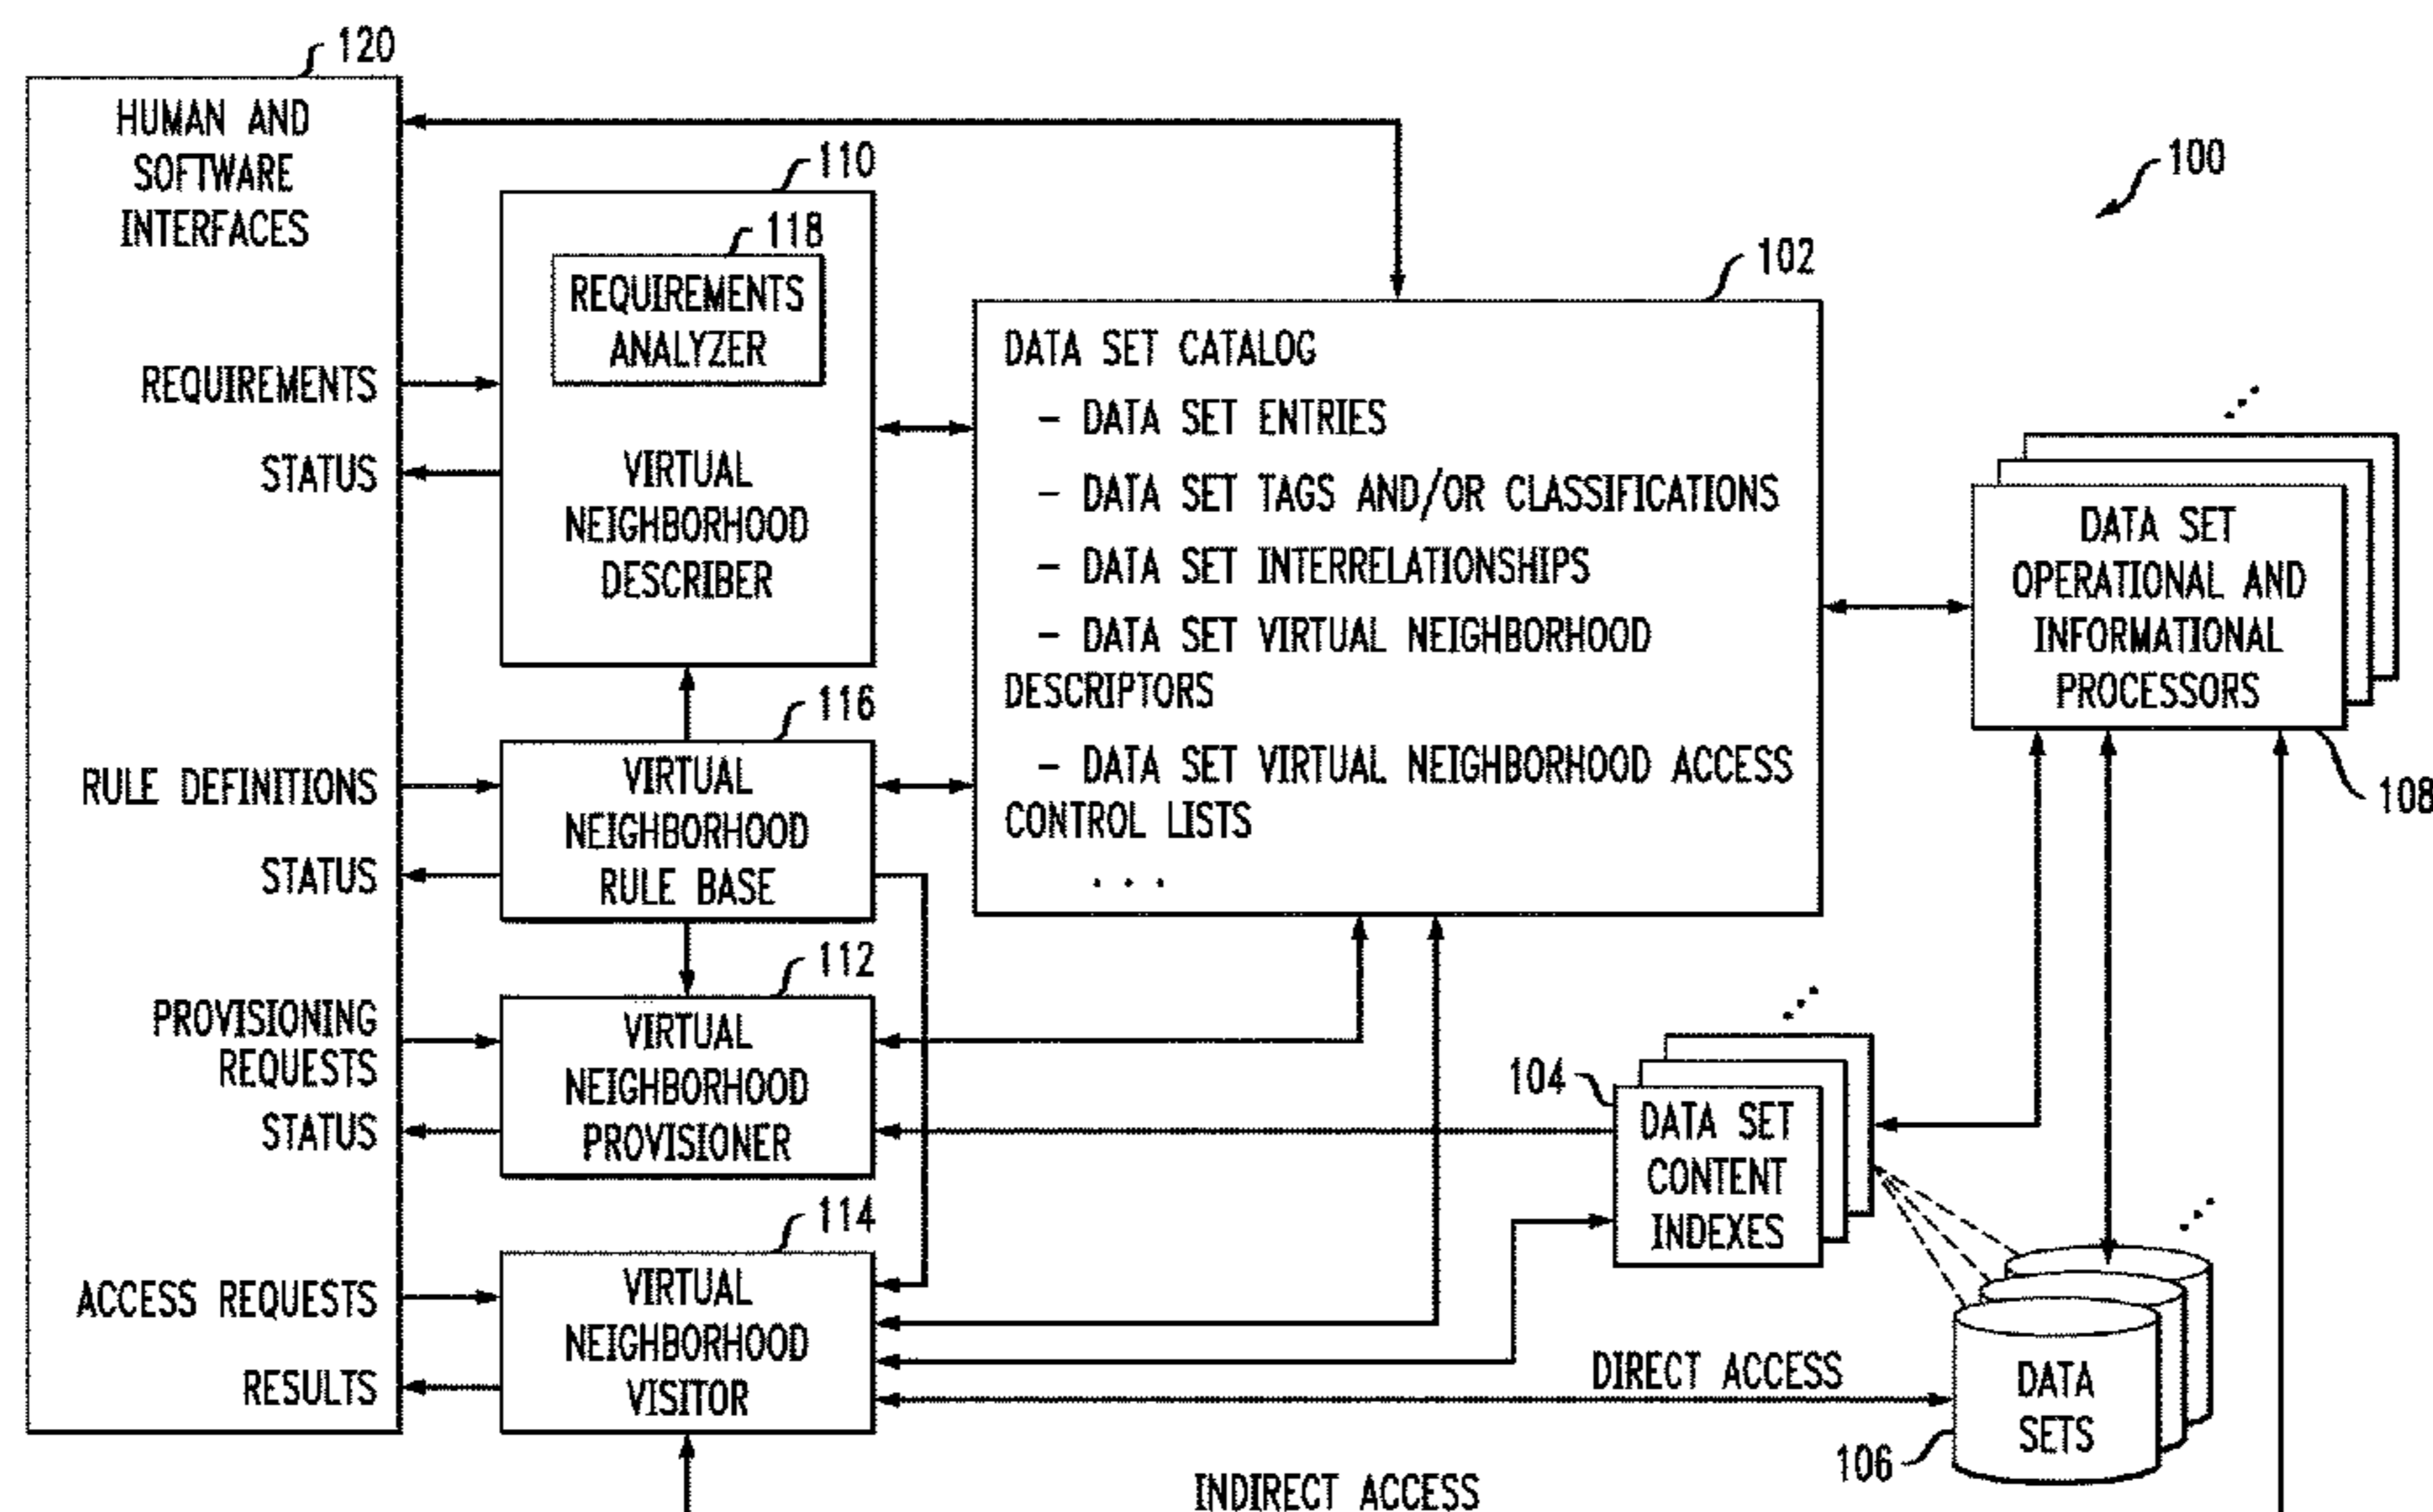 120
HUMAN AND
SOFTWARE
INTERFACES
110
100
118
REQUIREMENTS
ANALYZER
102
DATA SET CATALOG
REQUIREMENTS
- DATA SET ENTRIES
STATUS
VIRTUAL
NEIGHBORHOOD
DESCRIBER
- DATA SET TAGS AND/OR CLASSIFICATIONS
- DATA SET INTERRELATIONSHIPS
- DATA SET VIRTUAL NEIGHBORHOOD
DESCRIPTORS
- DATA SET VIRTUAL NEIGHBORHOOD ACCESS
CONTROL LISTS
. . .
DATA SET
OPERATIONAL AND
INFORMATIONAL
PROCESSORS
108
116
RULE DEFINITIONS
VIRTUAL
NEIGHBORHOOD
RULE BASE
STATUS
112
PROVISIONING
REQUESTS
VIRTUAL
NEIGHBORHOOD
PROVISIONER
STATUS
104
DATA SET
CONTENT
INDEXES
114
ACCESS REQUESTS
VIRTUAL
NEIGHBORHOOD
VISITOR
RESULTS
DIRECT ACCESS
DATA
SETS
106
INDIRECT ACCESS